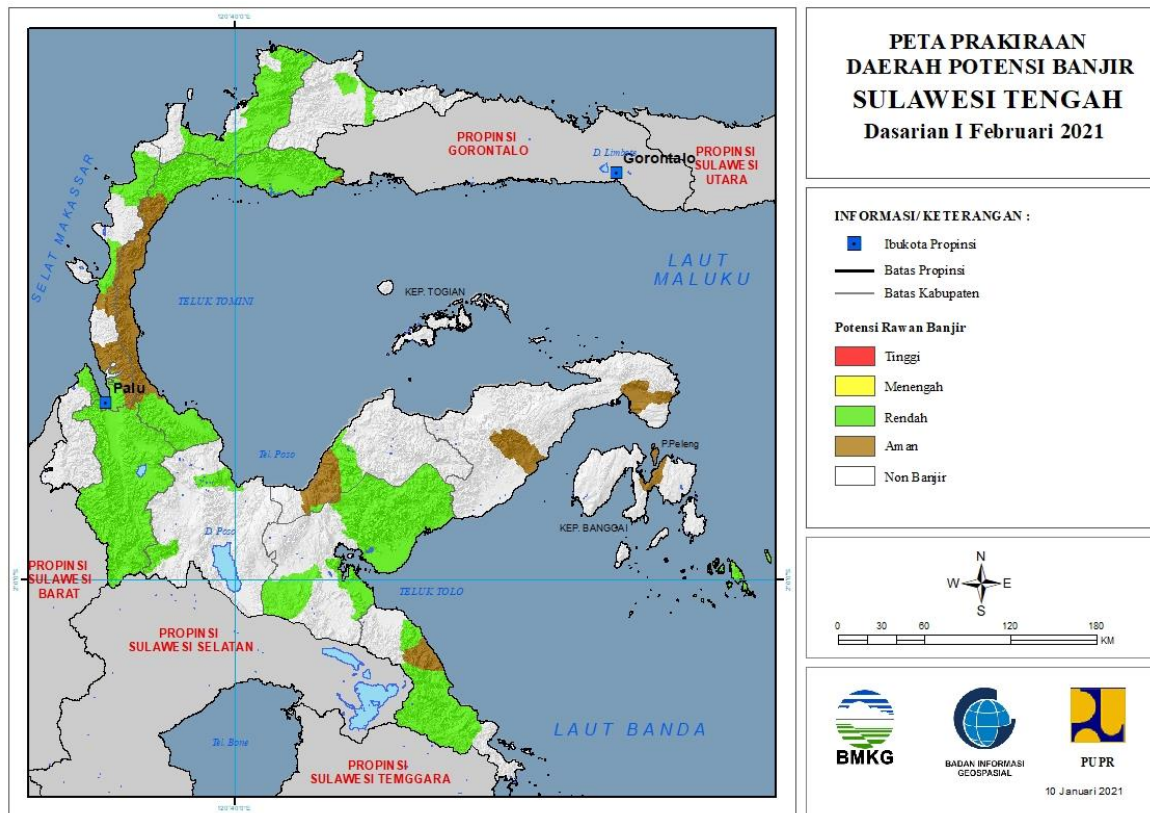 120°40'0"E
PROPINSI
GORONTALO
D. Limboto
Gorontalo
PROPINSI
SULAWESI
UTARA
SELAT MAKASSAR
LAUT
MALUKU
TELUK TOMINI
KEP. TOGIAN
Palu
Tel. Poso
P.Peleng
KEP. BANGGAI
D. Poso
PROPINSI
SULAWESI
BARAT
TELUK TOLO
PROPINSI
SULAWESI SELATAN
LAUT BANDA
Tel. Bone
PROPINSI
SULAWESI TEMGGARA
PETA PRAKIRAAN
DAERAH POTENSI BANJIR
SULAWESI TENGAH
Dasarian I Februari 2021
INFORMASI/ KETERANGAN :
Ibukota Propinsi
Batas Propinsi
Batas Kabupaten
Potensi Rawan Banjir
Tinggi
Menengah
Rendah
Aman
Non Banjir
N
W E
S
0 30 60 120 180
KM
BMKG
BADAN INFORMASI
GEOSPASIAL
PUPR
10 Januari 2021